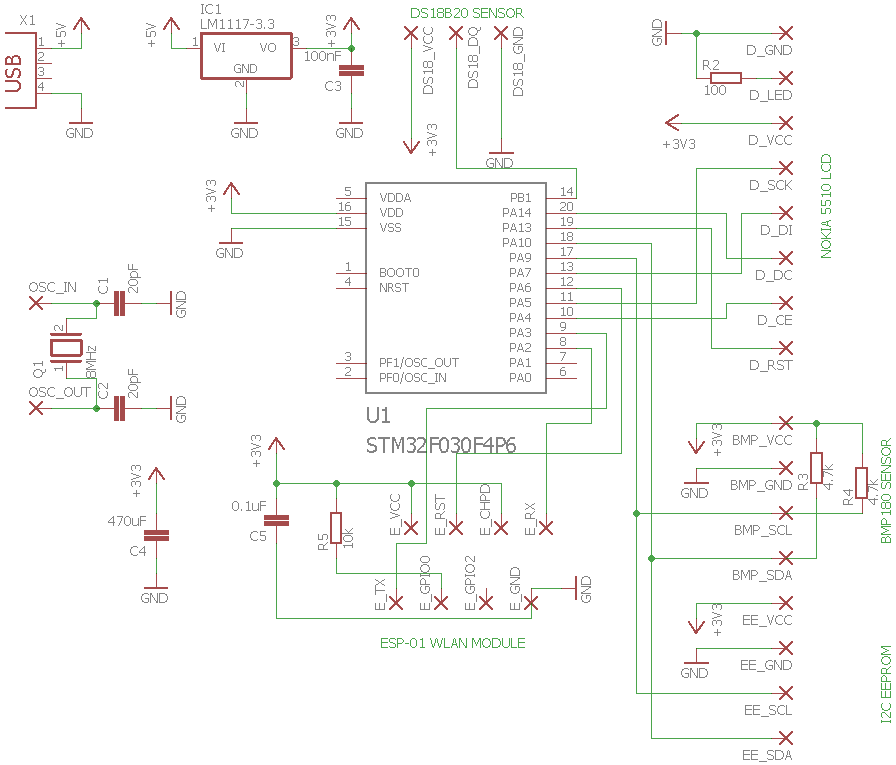 DS18B20 SENSOR
X1
USB
1
2
3
4
+5V
GND
+5V
IC1
LM1117-3.3
1
VI
VO
3
GND
2
GND
+3V3
100nF
C3
GND
DS18_VCC
DS18_DQ
DS18_GND
+3V3
GND
GND
D_GND
R2
100
D_LED
+3V3
D_VCC
D_SCK
D_DI
D_DC
D_CE
D_RST
NOKIA 5510 LCD
+3V3
GND
5
VDDA
16
VDD
15
VSS
1
BOOT0
4
NRST
3
PF1/OSC_OUT
2
PF0/OSC_IN
PB1
14
PA14
20
PA13
19
PA10
18
PA9
17
PA7
13
PA6
12
PA5
11
PA4
10
PA3
9
PA2
8
PA1
7
PA0
6
U1
STM32F030F4P6
OSC_IN
C1
20pF
GND
Q1
2
1
8MHz
OSC_OUT
C2
20pF
GND
+3V3
470uF
C4
GND
+3V3
0.1uF
C5
R5
10k
E_VCC
E_RST
E_CHPD
E_RX
E_TX
E_GPIO0
E_GPIO2
E_GND
GND
ESP-01 WLAN MODULE
+3V3
GND
BMP_VCC
BMP_GND
BMP_SCL
BMP_SDA
R3
4.7k
R4
4.7k
BMP180 SENSOR
+3V3
GND
EE_VCC
EE_GND
EE_SCL
EE_SDA
I2C EEPROM